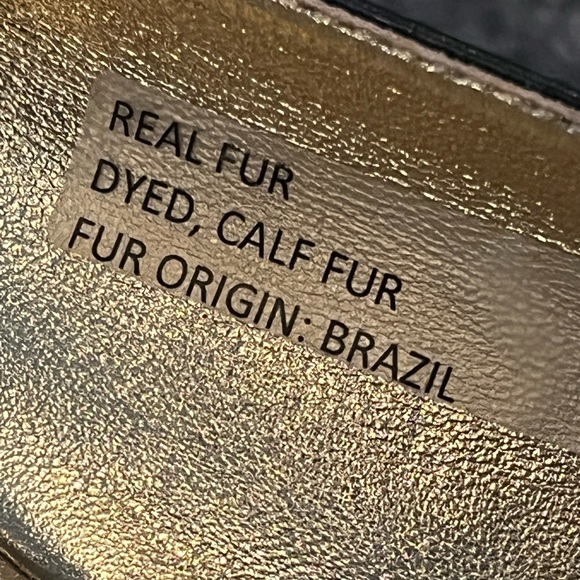 REAL FUR
DYED, CALF FUR
FUR ORIGIN: BRAZIL